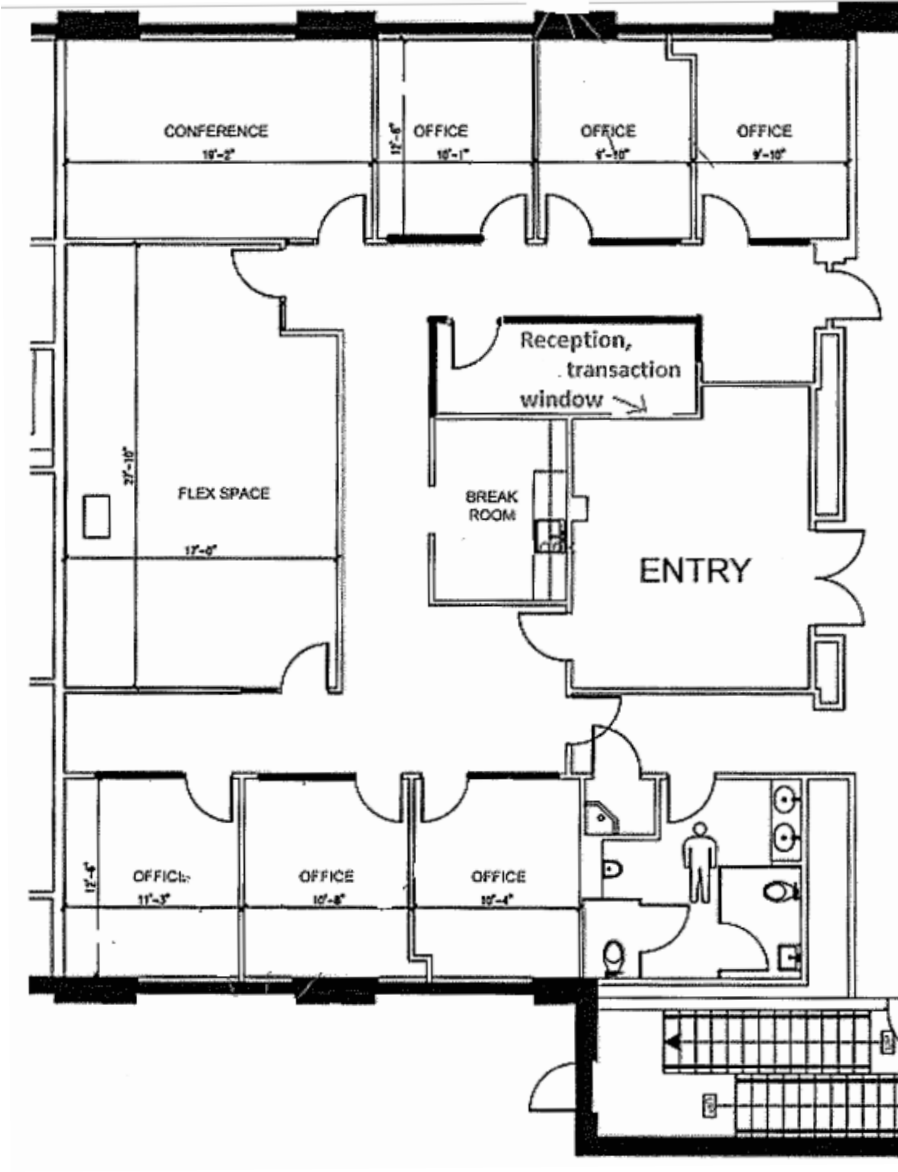 CONFERENCE
19'-2"
12'-6"
OFFICE
10'-1"
OFFICE
9'-10"
OFFICE
9'-10"
Reception,
transaction
window
27'-10"
FLEX SPACE
17'-0"
BREAK
ROOM
ENTRY
12'-6"
OFFICE
11'-3"
OFFICE
10'-8"
OFFICE
10'-4"